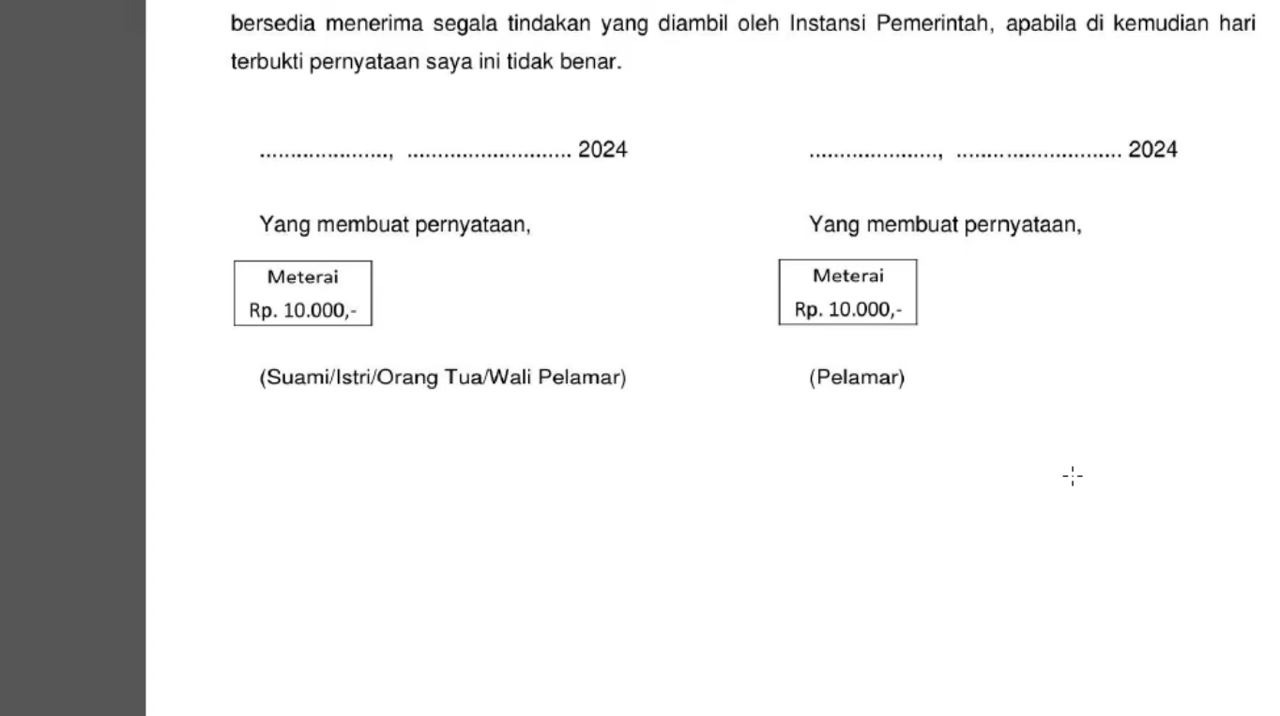 bersedia menerima segala tindakan yang diambil oleh Instansi Pemerintah, apabila di kemudian hari
terbukti pernyataan saya ini tidak benar.
....................., ........................... 2024
Yang membuat pernyataan,
Meterai
Rp. 10.000,-
(Suami/Istri/Orang Tua/Wali Pelamar)
....................., ........................... 2024
Yang membuat pernyataan,
Meterai
Rp. 10.000,-
(Pelamar)